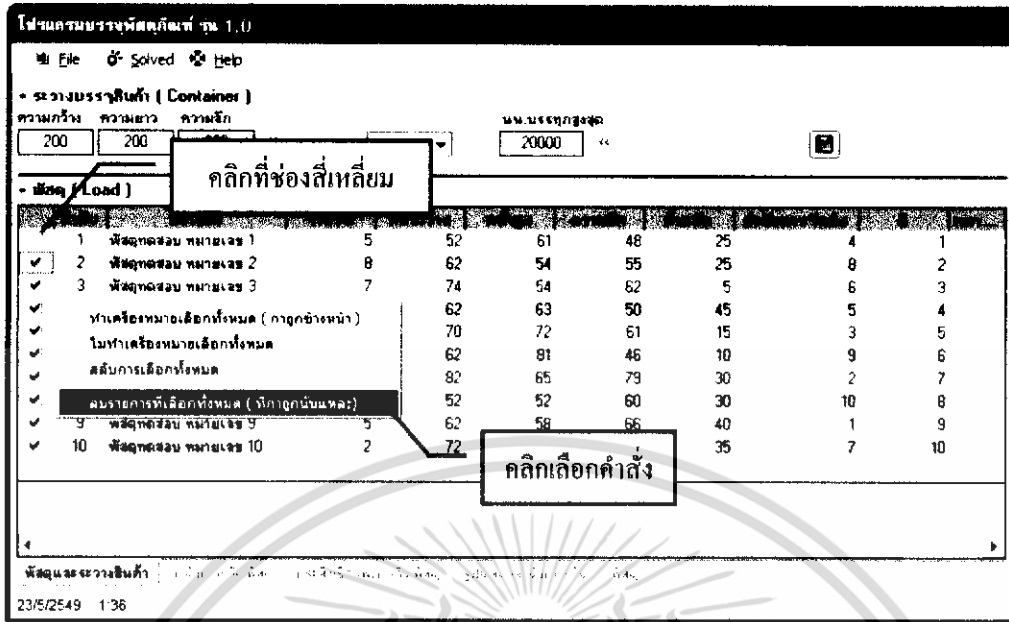 โปรแกรมบรรจุพัสดุภัณฑ์ รุ่น 1.0
File Solved Help
ระวางบรรจุสินค้า ( Container )
ความกว้าง ความยาว ความลึก นน.บรรทุกสูงสุด
200 200 20000
คลิกที่ช่องสี่เหลี่ยม
พัสดุ ( Load )
1 พัสดุทดสอบ หมายเลข 1 5 52 61 48 25 4 1
2 พัสดุทดสอบ หมายเลข 2 8 62 54 55 25 8 2
3 พัสดุทดสอบ หมายเลข 3 7 74 54 62 5 6 3
62 63 50 45 5 4
ทำเครื่องหมายเลือกทั้งหมด ( กาถูกข้างหน้า )
70 72 61 15 3 5
ไม่ทำเครื่องหมายเลือกทั้งหมด
62 81 46 10 9 6
สลับการเลือกทั้งหมด
82 65 79 30 2 7
ลบรายการที่เลือกทั้งหมด ( ที่กาถูกนั่นแหละ)
52 52 60 30 10 8
9 พัสดุทดสอบ หมายเลข 9 5 62 58 66 40 1 9
10 พัสดุทดสอบ หมายเลข 10 2 72 35 7 10
คลิกเลือกคำสั่ง
พัสดุและระวางสินค้า
23/5/2549 1:36